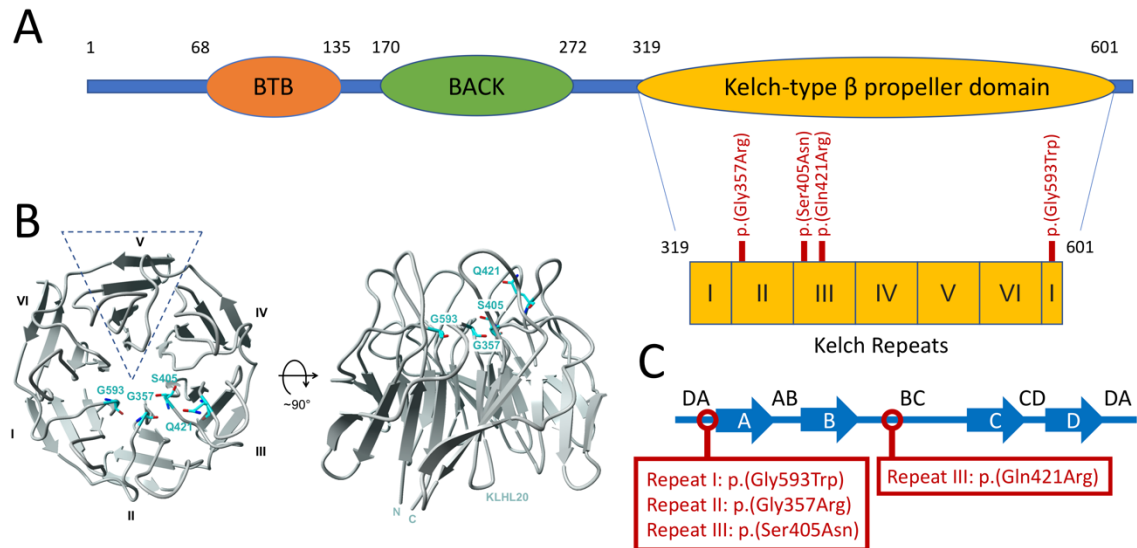 A
1
68
135
170
272
319
601
BTB
BACK
Kelch-type β propeller domain
p.(Gly357Arg)
p.(Ser405Asn)
p.(Gln421Arg)
p.(Gly593Trp)
319
601
I
II
III
IV
V
VI
I
Kelch Repeats
B
V
VI
IV
I
III
II
G593
G357
S405
Q421
~90°
Q421
S405
G593
G357
KLHL20
N
C
C
DA
AB
BC
CD
DA
A
B
C
D
Repeat I: p.(Gly593Trp)
Repeat II: p.(Gly357Arg)
Repeat III: p.(Ser405Asn)
Repeat III: p.(Gln421Arg)